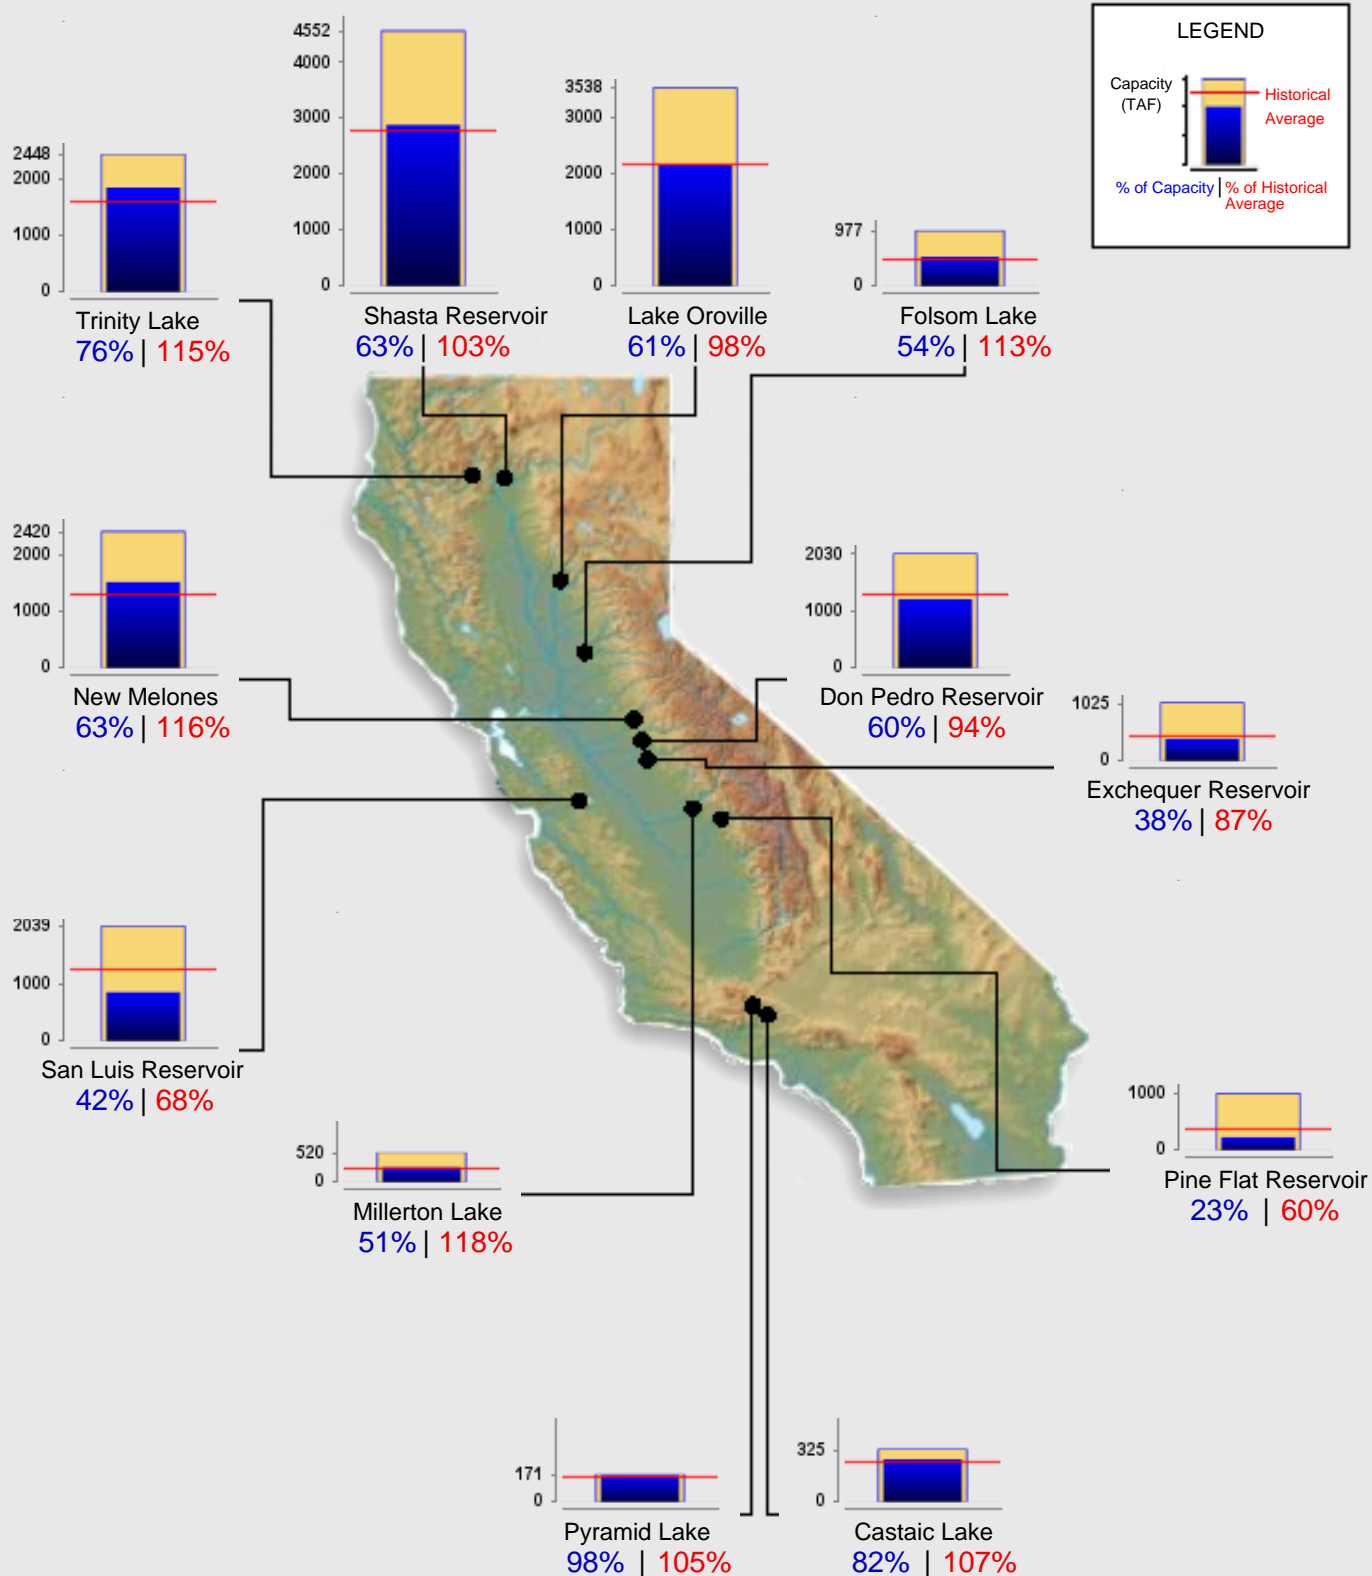 LEGEND
Capacity
(TAF)
Historical
Average
% of Capacity | % of Historical
Average
4552
4000
3000
2000
1000
0
Shasta Reservoir
63% | 103%
3538
3000
2000
1000
0
Lake Oroville
61% | 98%
2448
2000
1000
0
Trinity Lake
76% | 115%
977
0
Folsom Lake
54% | 113%
2420
2000
1000
0
New Melones
63% | 116%
2030
1000
0
Don Pedro Reservoir
60% | 94%
1025
0
Exchequer Reservoir
38% | 87%
2039
1000
0
San Luis Reservoir
42% | 68%
520
0
Millerton Lake
51% | 118%
1000
0
Pine Flat Reservoir
23% | 60%
171
0
Pyramid Lake
98% | 105%
325
0
Castaic Lake
82% | 107%